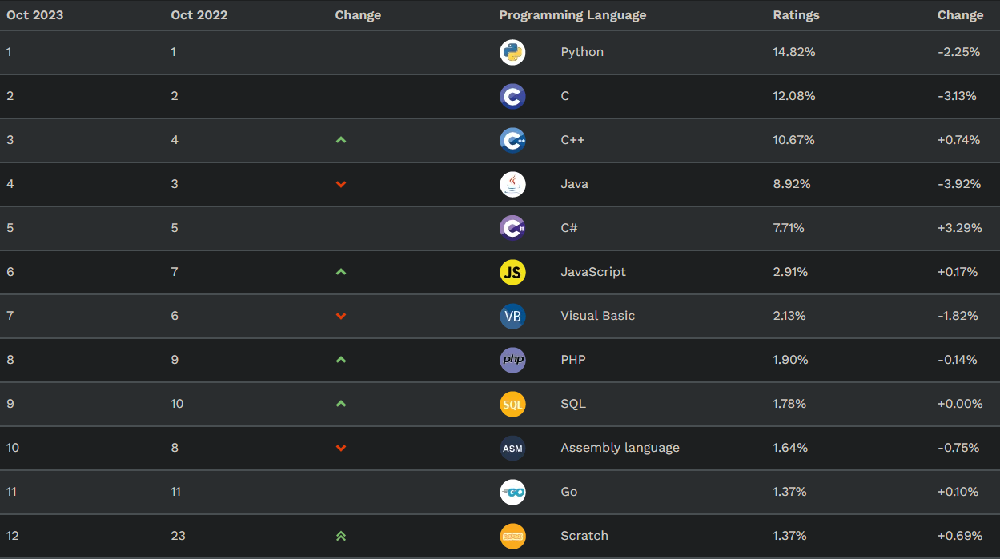 Oct 2023 Oct 2022 Change Programming Language Ratings Change
1 1 Python 14.82% -2.25%
2 2 C C 12.08% -3.13%
3 4 C++ C++ 10.67% +0.74%
4 3 Java 8.92% -3.92%
5 5 C# C# 7.71% +3.29%
6 7 JS JavaScript 2.91% +0.17%
7 6 VB Visual Basic 2.13% -1.82%
8 9 php PHP 1.90% -0.14%
9 10 SQL SQL 1.78% +0.00%
10 8 ASM Assembly language 1.64% -0.75%
11 11 GO Go 1.37% +0.10%
12 23 Scratch 1.37% +0.69%